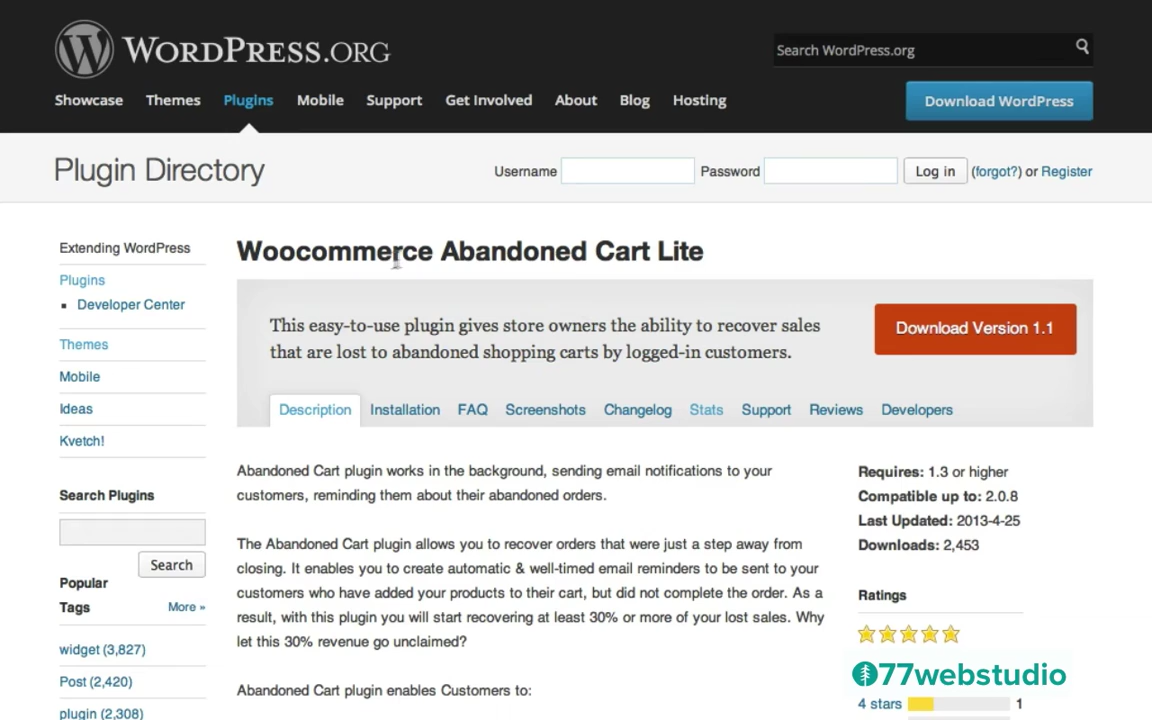 WORDPRESS.ORG
Search WordPress.org
Showcase Themes Plugins Mobile Support Get Involved About Blog Hosting
Download WordPress
Plugin Directory
Username Password Log in (forgot?) or Register
Extending WordPress
Plugins
Developer Center
Themes
Mobile
Ideas
Kvetch!
Search Plugins
Search
Popular
Tags More »
widget (3,827)
Post (2,420)
plugin (2,308)
Woocommerce Abandoned Cart Lite
This easy-to-use plugin gives store owners the ability to recover sales
that are lost to abandoned shopping carts by logged-in customers.
Download Version 1.1
Description Installation FAQ Screenshots Changelog Stats Support Reviews Developers
Abandoned Cart plugin works in the background, sending email notifications to your
customers, reminding them about their abandoned orders.
The Abandoned Cart plugin allows you to recover orders that were just a step away from
closing. It enables you to create automatic & well-timed email reminders to be sent to your
customers who have added your products to their cart, but did not complete the order. As a
result, with this plugin you will start recovering at least 30% or more of your lost sales. Why
let this 30% revenue go unclaimed?
Abandoned Cart plugin enables Customers to:
Requires: 1.3 or higher
Compatible up to: 2.0.8
Last Updated: 2013-4-25
Downloads: 2,453
Ratings
77webstudio
4 stars 1